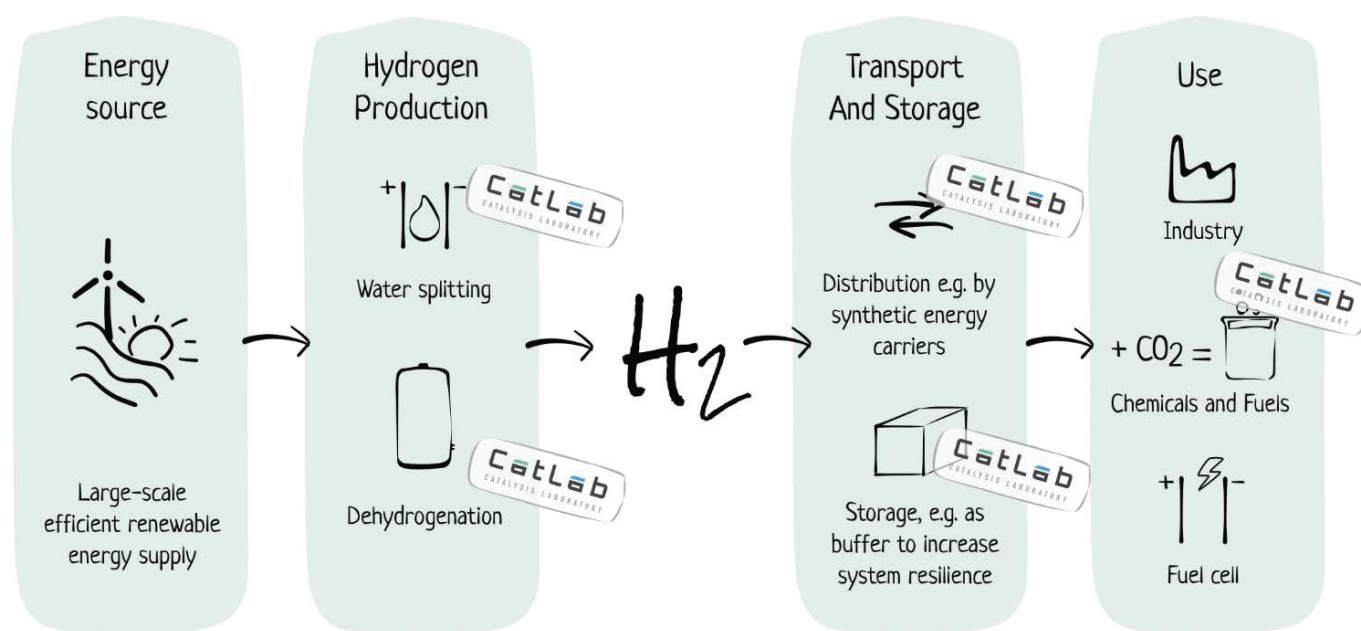 Energy
source
Large-scale
efficient renewable
energy supply
Hydrogen
Production
+ -
CatLab
CATALYSIS LABORATORY
Water splitting
CatLab
CATALYSIS LABORATORY
Dehydrogenation
H2
Transport
And Storage
CatLab
CATALYSIS LABORATORY
Distribution e.g. by
synthetic energy
carriers
CatLab
CATALYSIS LABORATORY
Storage, e.g. as
buffer to increase
system resilience
Use
Industry
CatLab
CATALYSIS LABORATORY
+ CO2 =
Chemicals and Fuels
+ -
Fuel cell